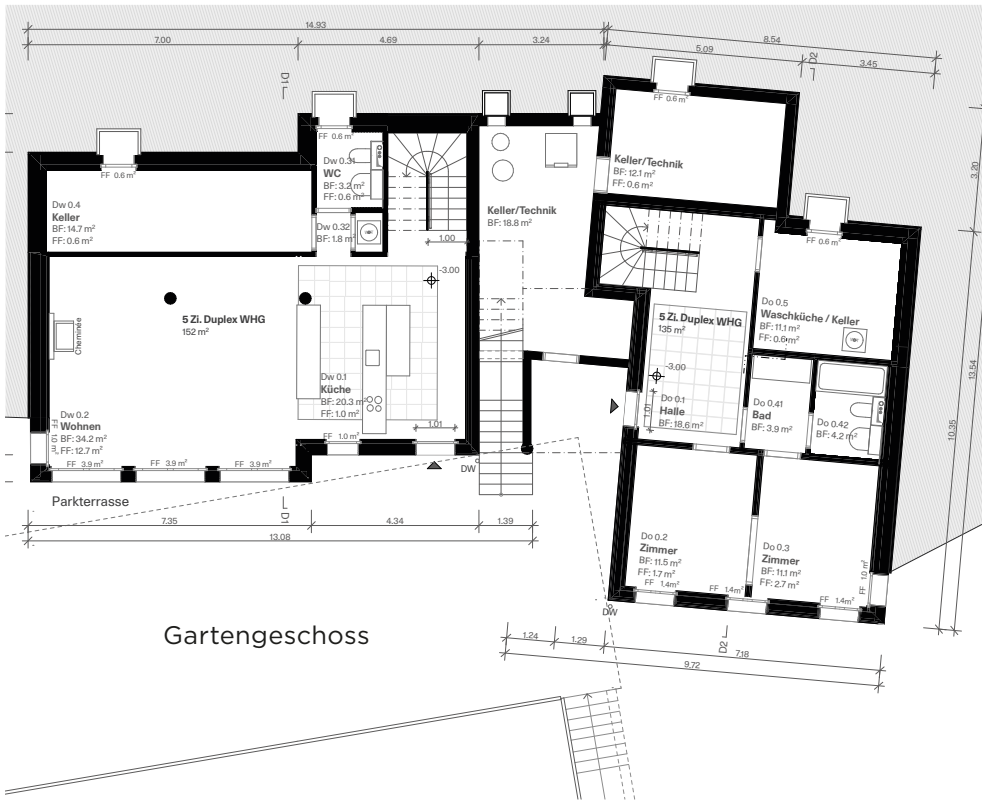 14.93
7.00
4.69
3.24
8.54
5.09
3.45
D1
D2
FF 0.6 m²
FF 0.6 m²
FF 0.6 m²
3.20
Dw 0.31
WC
BF: 3.2 m²
FF: 0.6 m²
Keller/Technik
BF: 12.1 m²
FF: 0.6 m²
Dw 0.4
Keller
BF: 14.7 m²
FF: 0.6 m²
Dw 0.32
BF: 1.8 m²
Keller/Technik
BF: 18.8 m²
1.00
FF 0.6 m²
-3.00
5 Zi. Duplex WHG
152 m²
Cheminée
Do 0.5
Waschküche / Keller
BF: 11.1 m²
FF: 0.6 m²
5 Zi. Duplex WHG
135 m²
-3.00
Dw 0.1
Küche
BF: 20.3 m²
FF: 1.0 m²
13.54
10.35
Do 0.1
Halle
BF: 18.6 m²
1.01
Do 0.41
Bad
BF: 3.9 m²
Do 0.42
BF: 4.2 m²
Dw 0.2
Wohnen
BF: 34.2 m²
FF: 12.7 m²
FF 1.0 m²
1.01
FF 1.0 m²
FF 3.9 m²
FF 3.9 m²
FF 3.9 m²
DW
Parkterrasse
D1
7.35
4.34
1.39
13.08
Do 0.2
Zimmer
BF: 11.5 m²
FF: 1.7 m²
Do 0.3
Zimmer
BF: 11.1 m²
FF: 2.7 m²
FF 1.0 m²
FF 1.4m²
FF 1.4m²
FF 1.4m²
DW
Gartengeschoss
1.24
1.29
D2
7.18
9.72